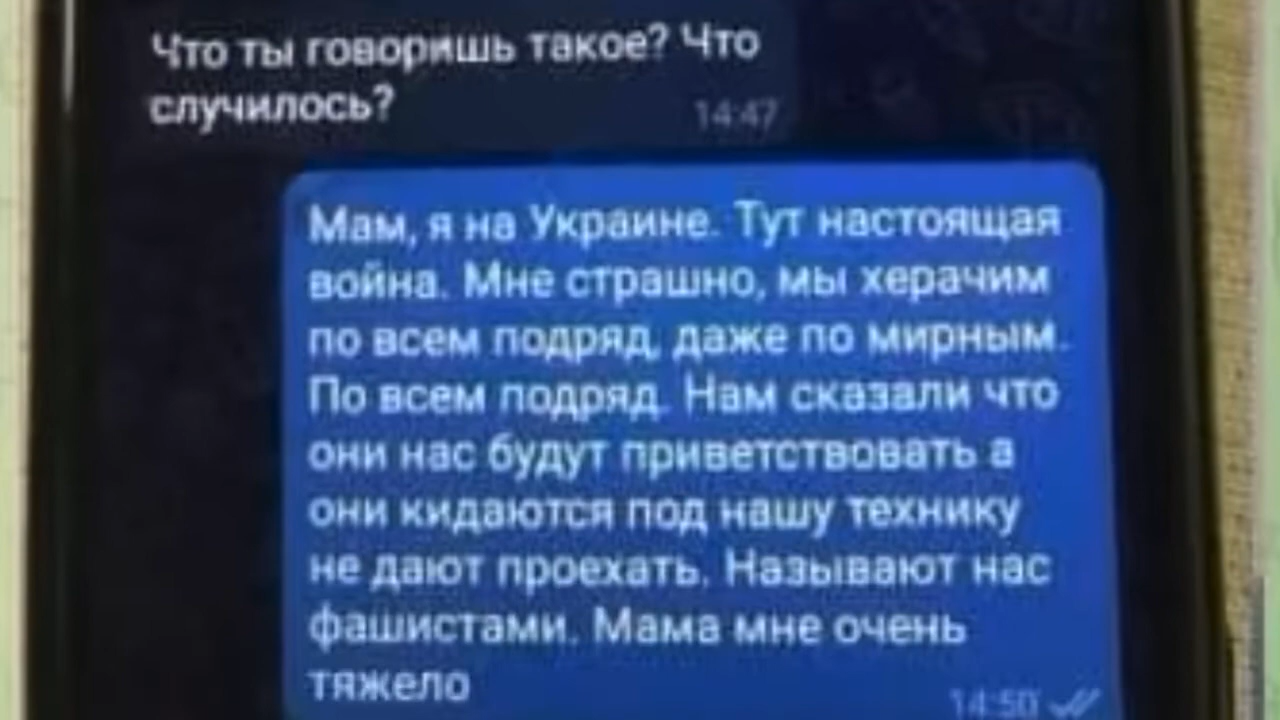 Что ты говоришь такое? Что
случилось?
14:47
Мам, я на Украине. Тут настоящая
война. Мне страшно, мы херачим
по всем подряд, даже по мирным.
По всем подряд. Нам сказали что
они нас будут приветствовать а
они кидаются под нашу технику
не дают проехать. Называют нас
фашистами. Мама мне очень
тяжело
14:50